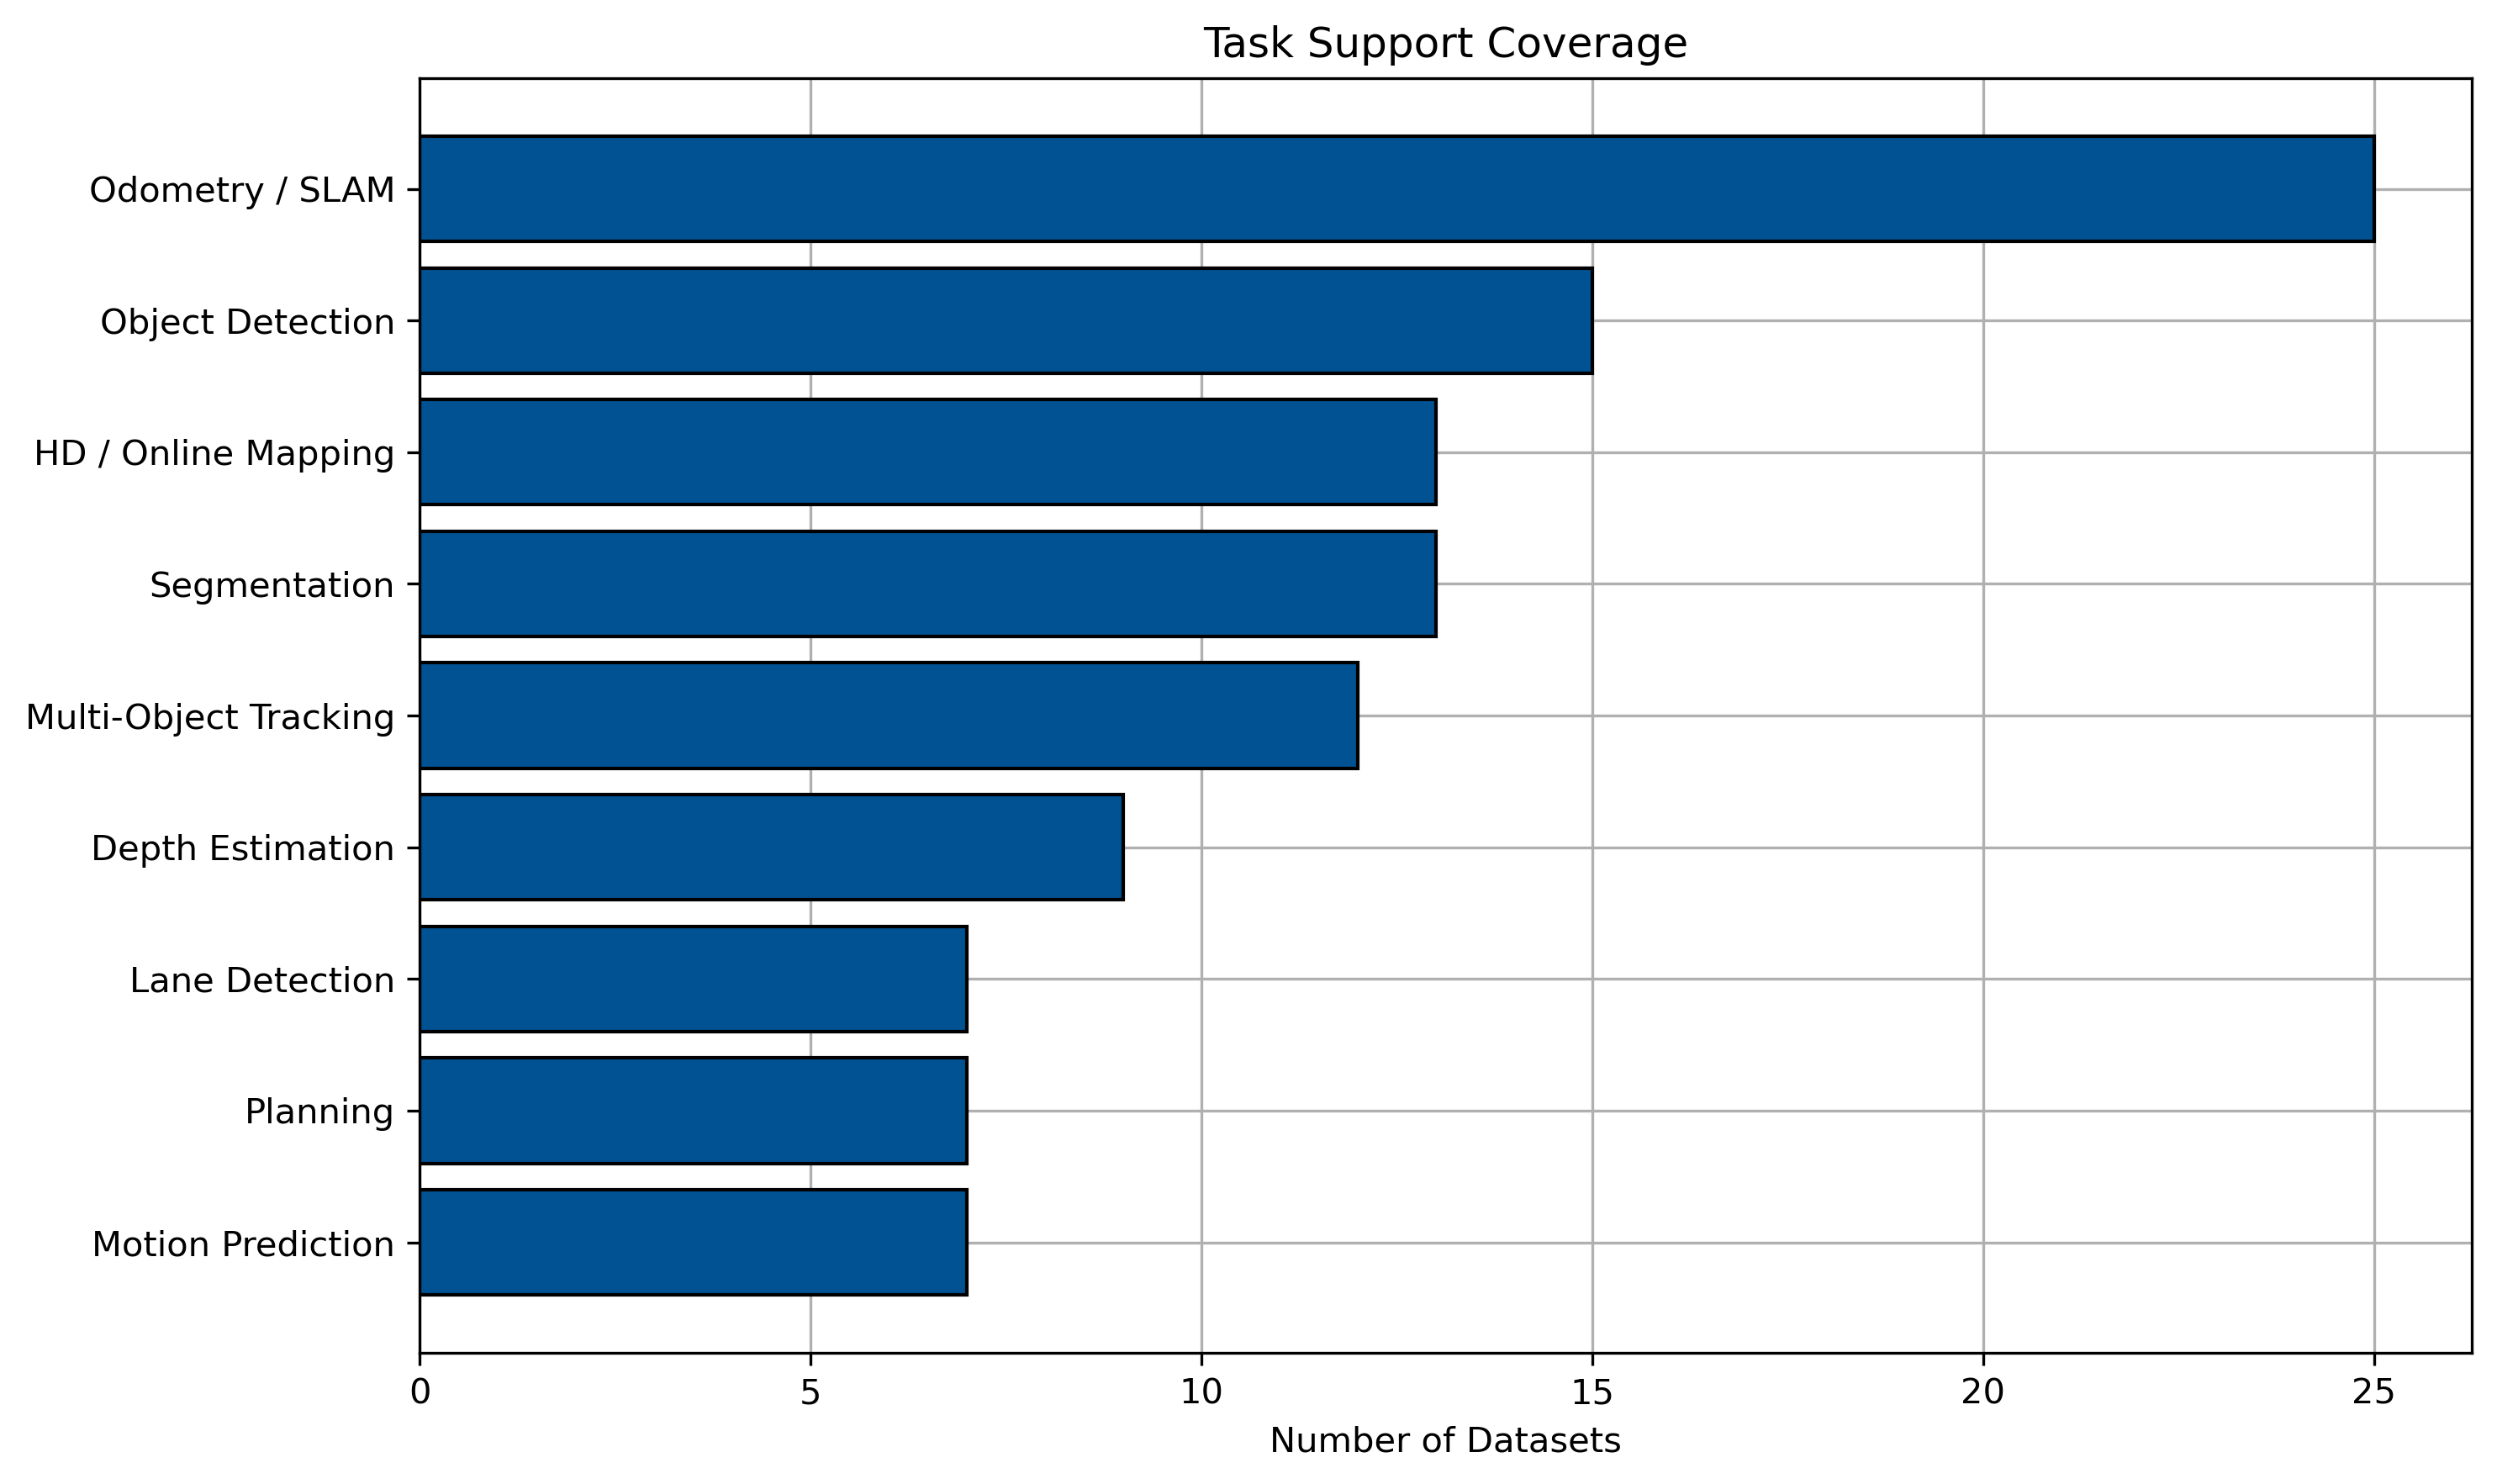 Task Support Coverage
Odometry / SLAM
Object Detection
HD / Online Mapping
Segmentation
Multi-Object Tracking
Depth Estimation
Lane Detection
Planning
Motion Prediction
0 5 10 15 20 25
Number of Datasets